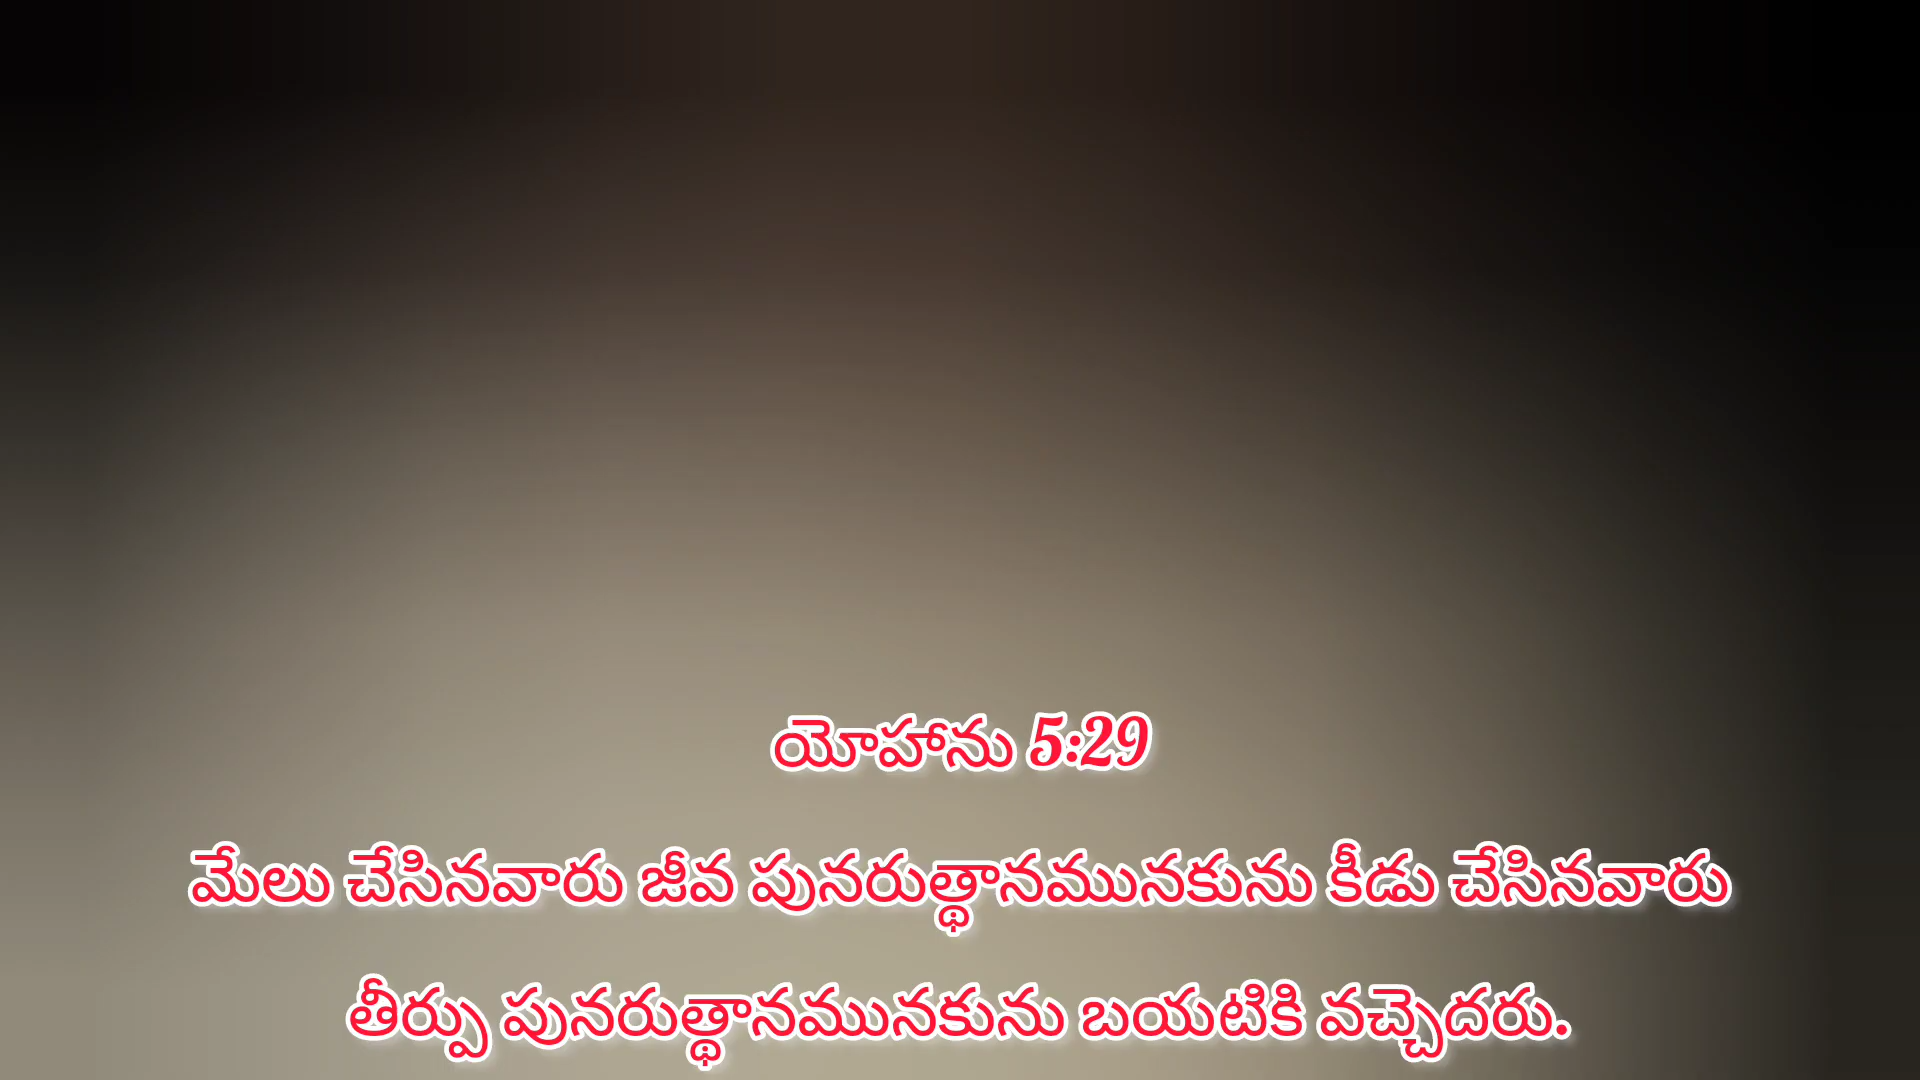 యోహాను 5:29
మేలు చేసినవారు జీవ పునరుత్థానమునకును కీడు చేసినవారు
తీర్పు పునరుత్థానమునకును బయటికి వచ్చెదరు.